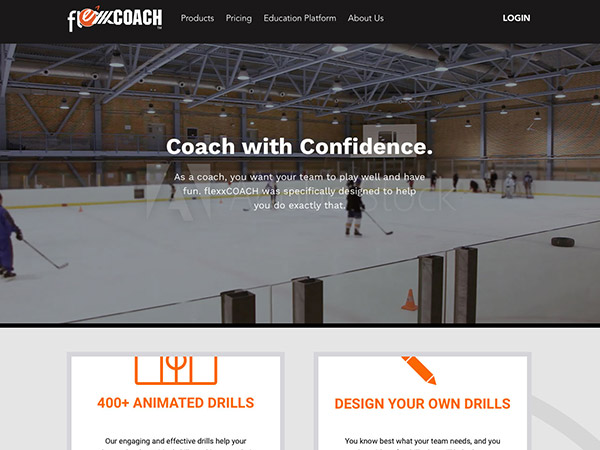 flexxCOACH
Products Pricing Education Platform About Us LOGIN
Coach with Confidence.
As a coach, you want your team to play well and have
fun. flexxCOACH was specifically designed to help
you do exactly that.
400+ ANIMATED DRILLS
DESIGN YOUR OWN DRILLS
Our engaging and effective drills help your
You know best what your team needs, and you